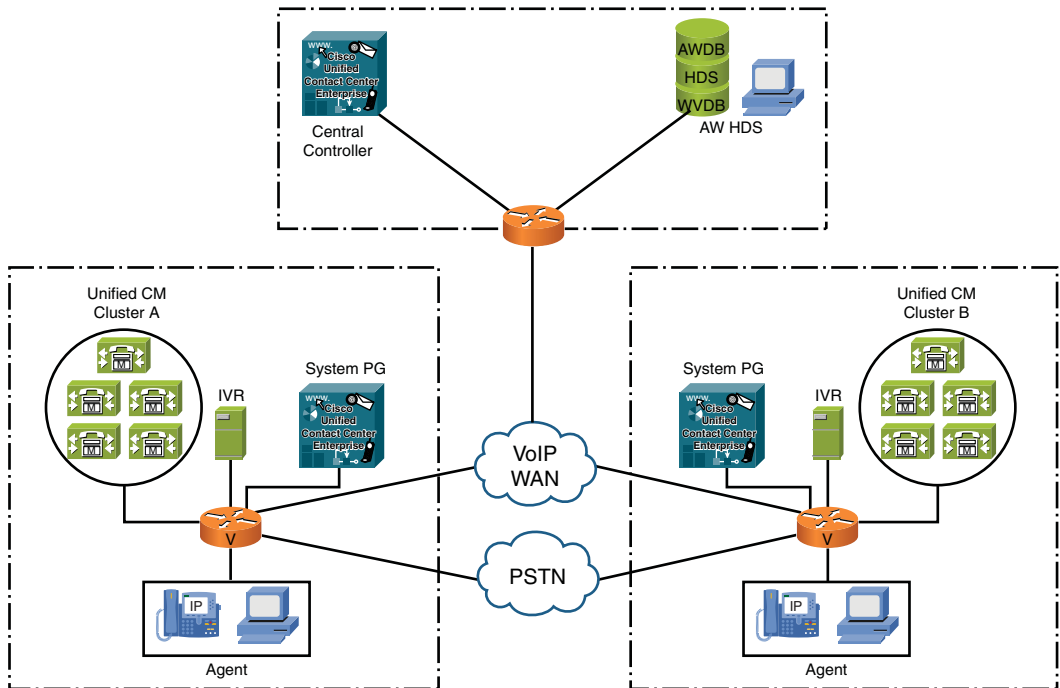 www.
Cisco
Unified
Contact Center
Enterprise
Central
Controller
AWDB
HDS
WVDB
AW HDS
Unified CM
Cluster A
M
M
M
M
M
IVR
System PG
www.
Cisco
Unified
Contact Center
Enterprise
V
IP
Agent
VoIP
WAN
PSTN
System PG
www.
Cisco
Unified
Contact Center
Enterprise
IVR
Unified CM
Cluster B
M
M
M
M
M
V
IP
Agent